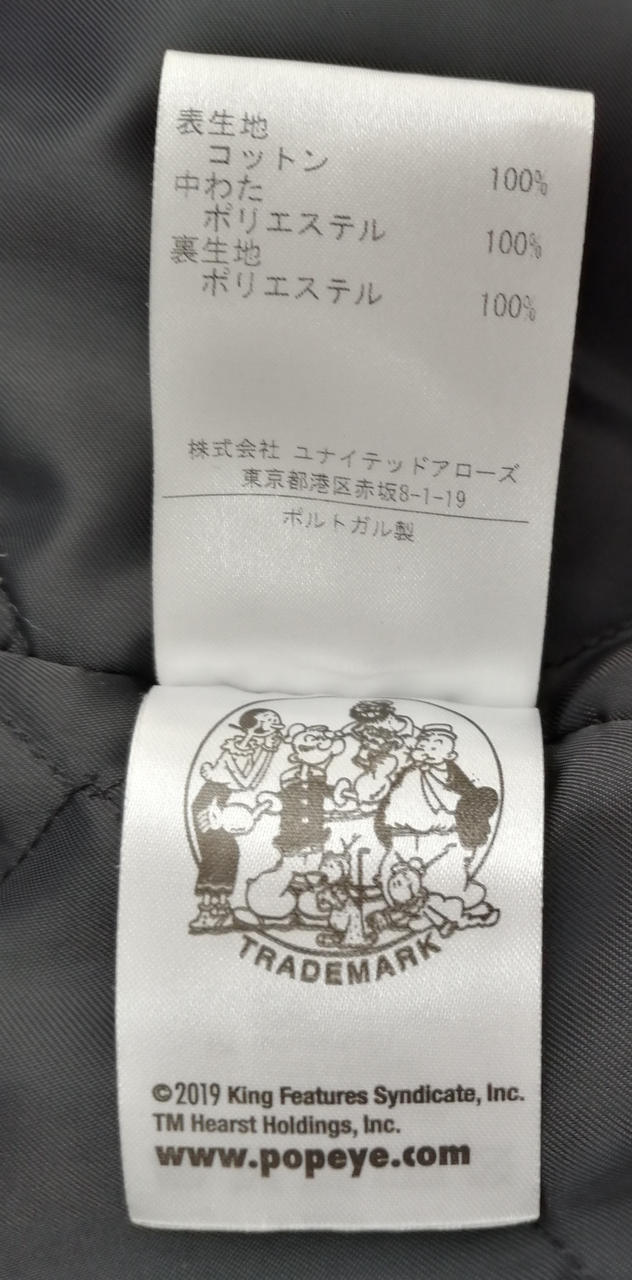 表生地
コットン 100%
中わた
ポリエステル 100%
裏生地
ポリエステル 100%
株式会社 ユナイテッドアローズ
東京都港区赤坂8-1-19
ポルトガル製
TRADEMARK
©2019 King Features Syndicate, Inc.
TM Hearst Holdings, Inc.
www.popeye.com